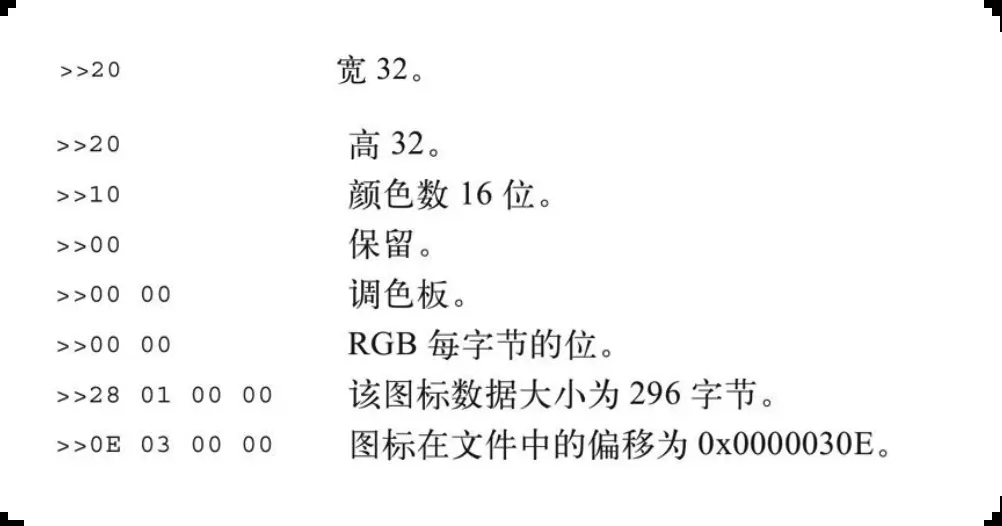 >>20 宽 32。
>>20 高 32。
>>10 颜色数 16 位。
>>00 保留。
>>00 00 调色板。
>>00 00 RGB 每字节的位。
>>28 01 00 00 该图标数据大小为 296 字节。
>>0E 03 00 00 图标在文件中的偏移为 0x0000030E。